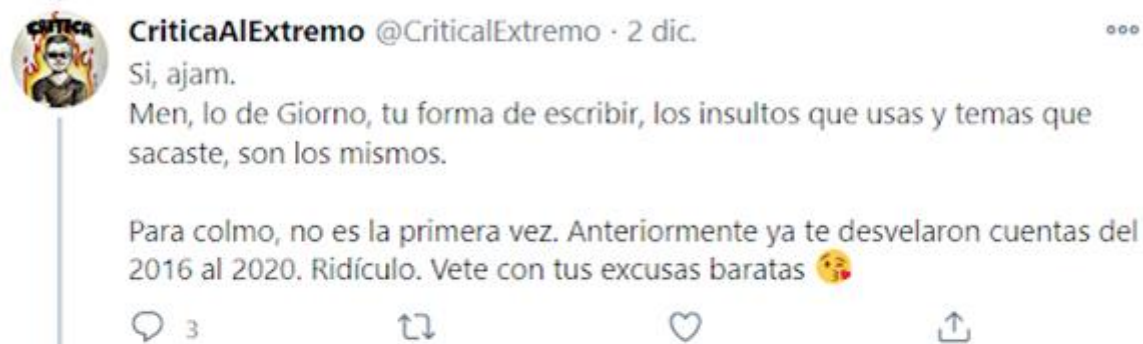 CRITICA
CriticaAlExtremo @CriticalExtremo · 2 dic.
Si, ajam.
Men, lo de Giorno, tu forma de escribir, los insultos que usas y temas que
sacaste, son los mismos.
Para colmo, no es la primera vez. Anteriormente ya te desvelaron cuentas del
2016 al 2020. Ridículo. Vete con tus excusas baratas 😘
3